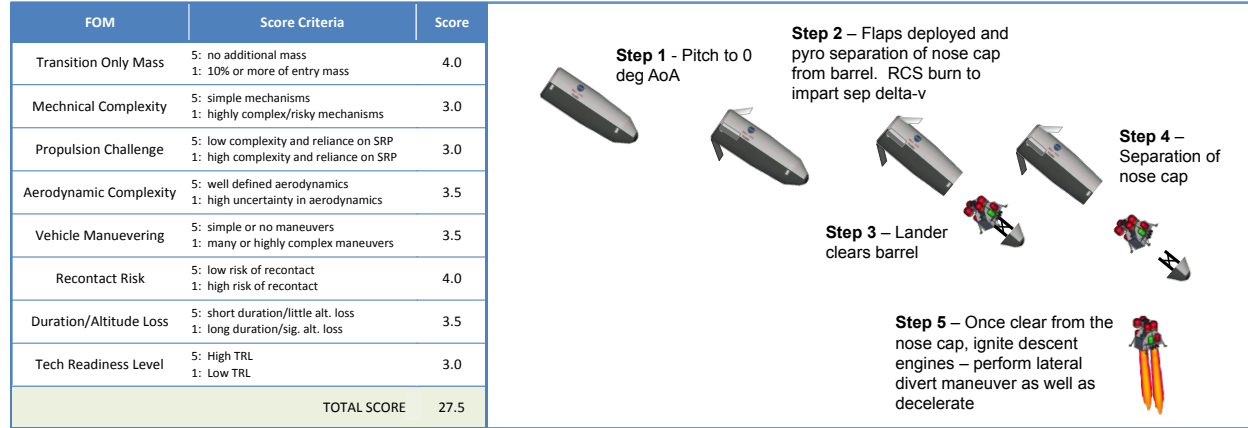 FOM Score Criteria Score
Transition Only Mass 5: no additional mass 4.0
1: 10% or more of entry mass
Mechnical Complexity 5: simple mechanisms 3.0
1: highly complex/risky mechanisms
Propulsion Challenge 5: low complexity and reliance on SRP 3.0
1: high complexity and reliance on SRP
Aerodynamic Complexity 5: well defined aerodynamics 3.5
1: high uncertainty in aerodynamics
Vehicle Manuevering 5: simple or no maneuvers 3.5
1: many or highly complex maneuvers
Recontact Risk 5: low risk of recontact 4.0
1: high risk of recontact
Duration/Altitude Loss 5: short duration/little alt. loss 3.5
1: long duration/sig. alt. loss
Tech Readiness Level 5: High TRL 3.0
1: Low TRL
TOTAL SCORE 27.5
Step 1 - Pitch to 0
deg AoA
Step 2 – Flaps deployed and
pyro separation of nose cap
from barrel. RCS burn to
impart sep delta-v
Step 3 – Lander
clears barrel
Step 4 –
Separation of
nose cap
Step 5 – Once clear from the
nose cap, ignite descent
engines – perform lateral
divert maneuver as well as
decelerate